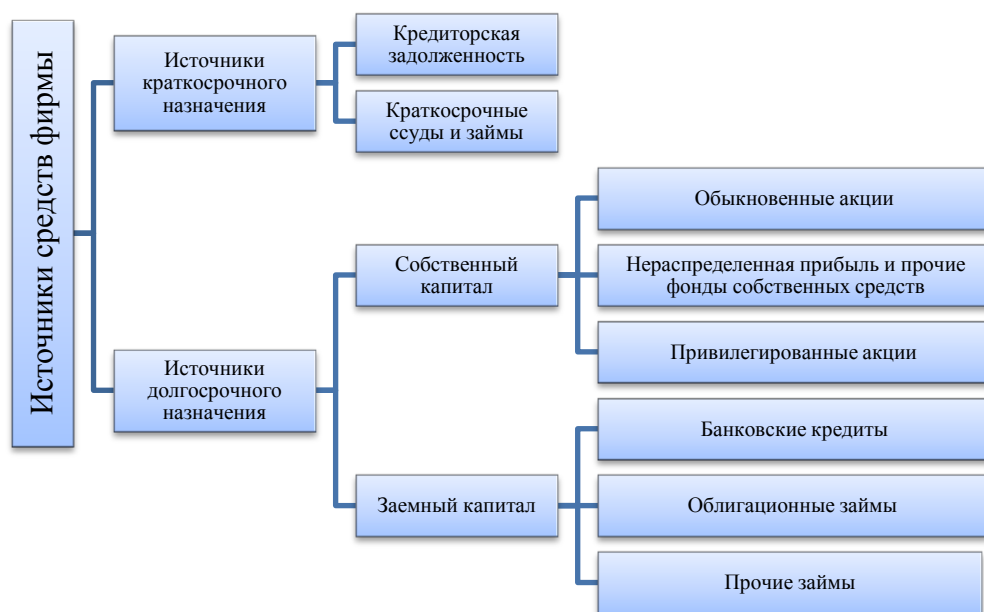 Источники средств фирмы
Источники
краткосрочного
назначения
Кредиторская
задолженность
Краткосрочные
ссуды и займы
Источники
долгосрочного
назначения
Собственный
капитал
Обыкновенные акции
Нераспределенная прибыль и прочие
фонды собственных средств
Привилегированные акции
Заемный капитал
Банковские кредиты
Облигационные займы
Прочие займы